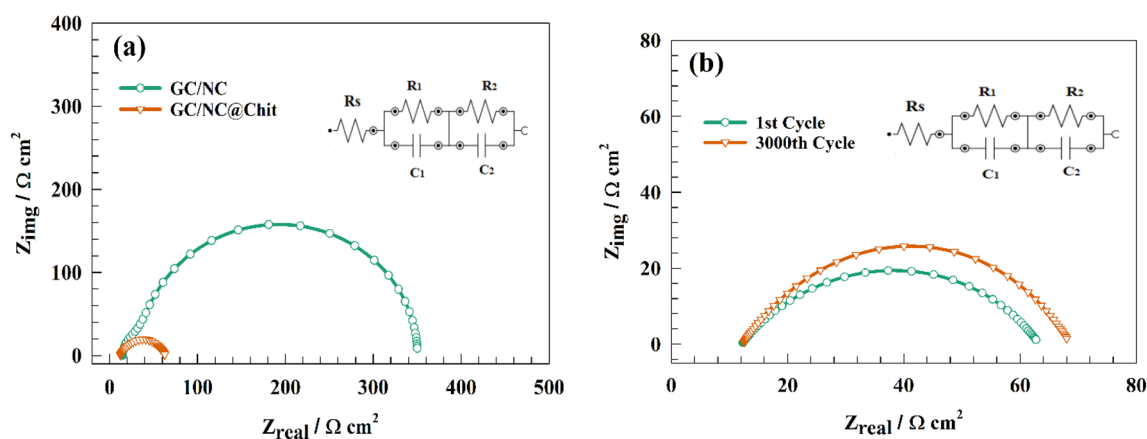 (a)
GC/NC
GC/NC@Chit
Rs
R1
R2
C1
C2
400
300
200
100
0
Zimg / Ω cm2
0 100 200 300 400 500
Zreal / Ω cm2
(b)
1st Cycle
3000th Cycle
Rs
R1
R2
C1
C2
80
60
40
20
0
Zimg / Ω cm2
0 20 40 60 80
Zreal / Ω cm2